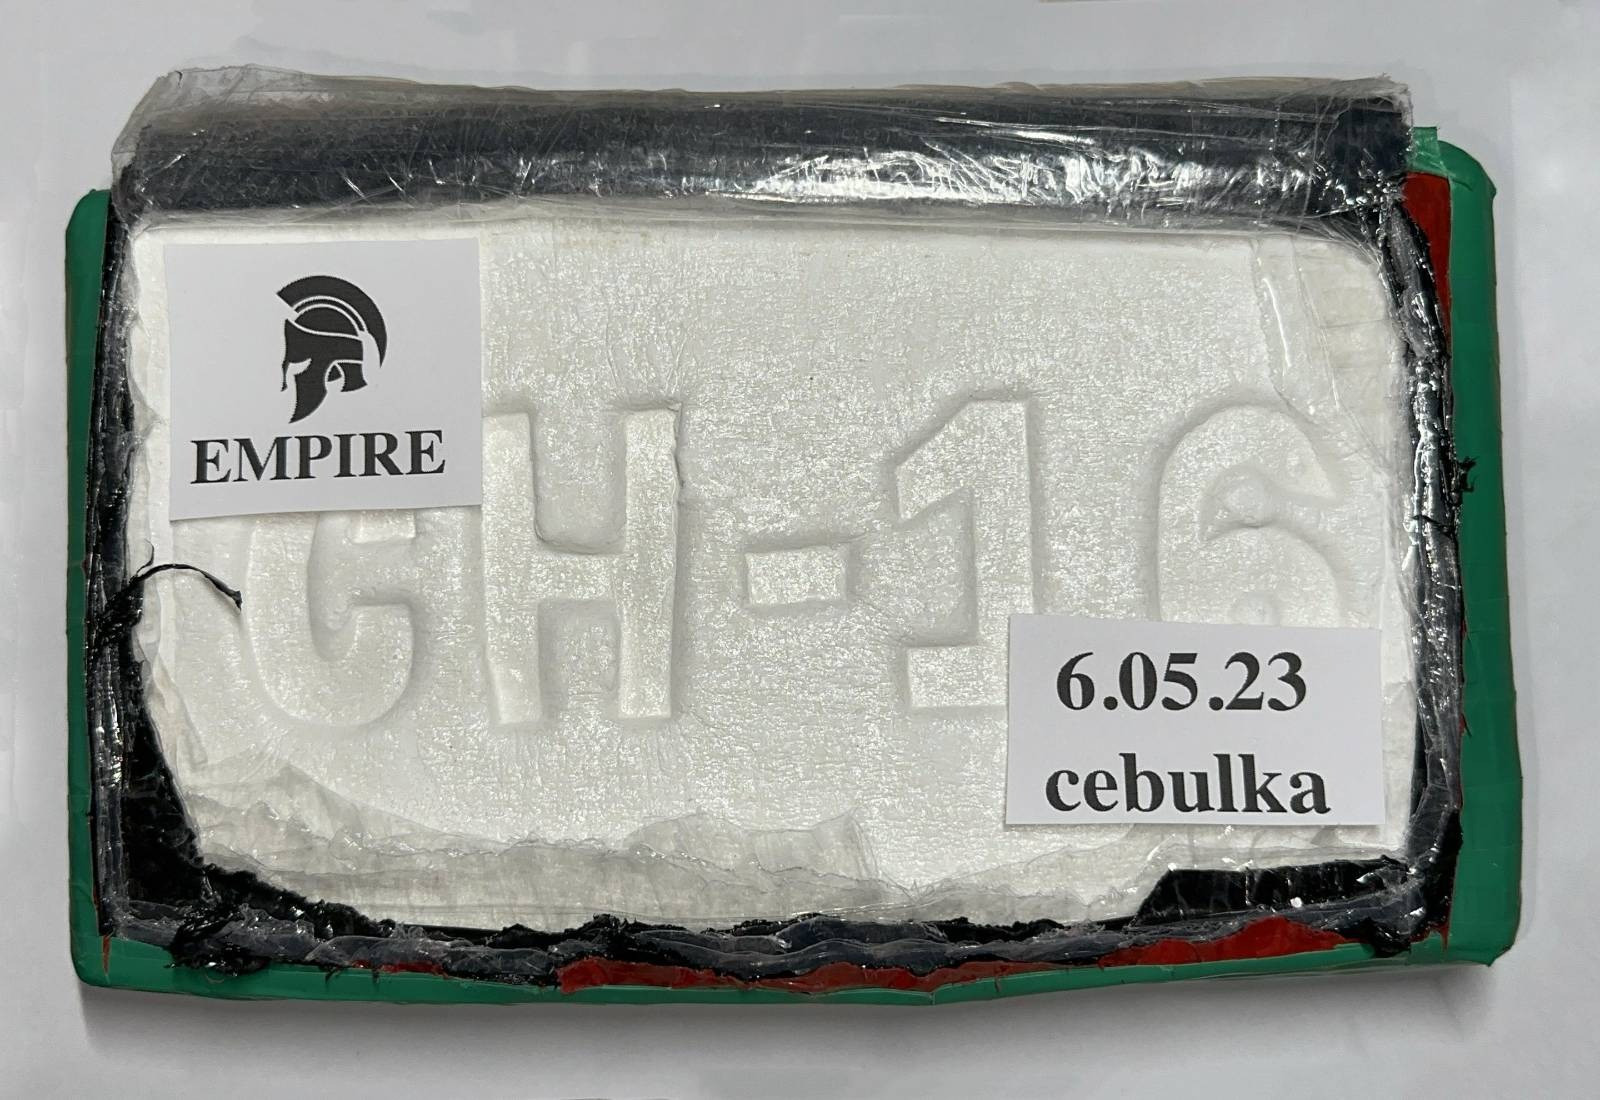 EMPIRE
CH-16
6.05.23
cebulka